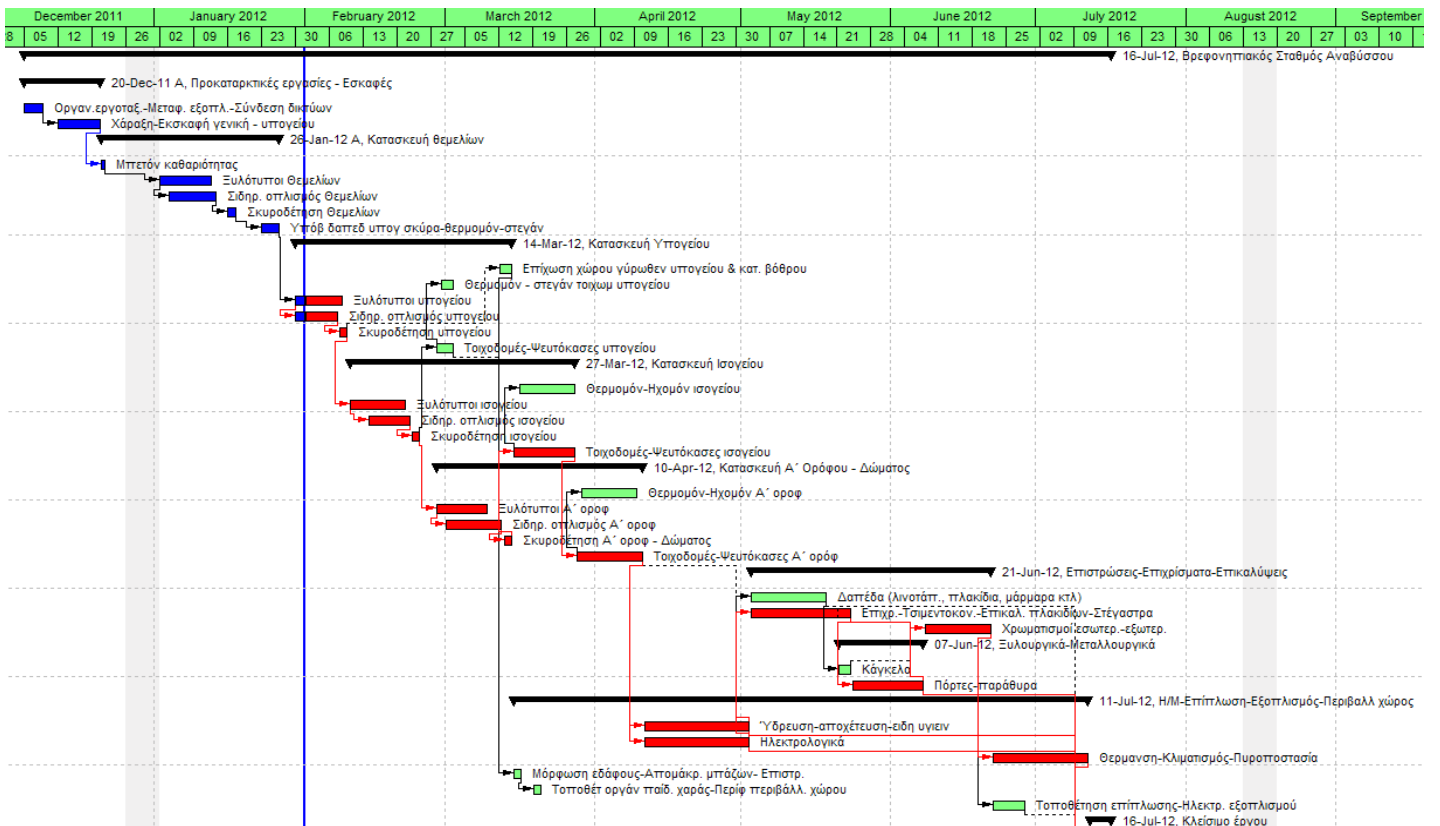 December 2011 January 2012 February 2012 March 2012 April 2012 May 2012 June 2012 July 2012 August 2012 September
28 05 12 19 26 02 09 16 23 30 06 13 20 27 05 12 19 26 02 09 16 23 30 07 14 21 28 04 11 18 25 02 09 16 23 30 06 13 20 27 03 10
16-Jul-12, Βρεφονηπιακός Σταθμός Αναβύσσου
20-Dec-11 A, Προκαταρκτικές εργασίες - Εσκαφές
Οργαν.εργοταξ.-Μεταφ. εξοπλ.-Σύνδεση δικτύων
Χάραξη-Εκσκαφή γενική - υπογείου
26-Jan-12 A, Κατασκευή θεμελίων
Μπετόν καθαριότητας
Ξυλότυποι Θεμελίων
Σιδηρ. οπλισμός Θεμελίων
Σκυροδέτηση Θεμελίων
Υποβ δαπεδ υπογ σκύρα-θερμομόν-στεγάν
14-Mar-12, Κατασκευή Υπογείου
Επίχωση χώρου γύρωθεν υπογείου & κατ. βόθρου
Θερμομόν - στεγάν τοιχωμ υπογείου
Ξυλότυποι υπογείου
Σιδηρ. οπλισμός υπογείου
Σκυροδέτηση υπογείου
Τοιχοδομές-Ψευτόκασες υπογείου
27-Mar-12, Κατασκευή Ισογείου
Θερμομόν-Ηχομόν ισογείου
Ξυλότυποι ισογείου
Σιδηρ. οπλισμός ισογείου
Σκυροδέτηση ισογείου
Τοιχοδομές-Ψευτόκασες ισογείου
10-Apr-12, Κατασκευή Α΄ Ορόφου - Δώματος
Θερμομόν-Ηχομόν Α΄ οροφ
Ξυλότυποι Α΄ οροφ
Σιδηρ. οπλισμός Α΄ οροφ
Σκυροδέτηση Α΄ οροφ - Δώματος
Τοιχοδομές-Ψευτόκασες Α΄ ορόφ
21-Jun-12, Επιστρώσεις-Επιχρίσματα-Επικαλύψεις
Δαπέδα (λινοτάπ., πλακίδια, μάρμαρα κτλ)
Επιχρ.-Τσιμεντοκον.-Επικαλ. πλακιδίων-Στέγαστρα
Χρωματισμοί εσωτερ.-εξωτερ.
07-Jun-12, Ξυλουργικά-Μεταλλουργικά
Κάγκελα
Πόρτες-παράθυρα
11-Jul-12, Η/Μ-Επίπλωση-Εξοπλισμός-Περιβαλλ χώρος
Ύδρευση-αποχέτευση-ειδη υγιειν
Ηλεκτρολογικά
Θερμανση-Κλιματισμός-Πυροποστασία
Μόρφωση εδάφους-Απομάκρ. μπάζων- Επιστρ.
Τοποθέτ οργάν παίδ. χαράς-Περίφ περιβάλλ. χώρου
Τοποθέτηση επίπλωσης-Ηλεκτρ. εξοπλισμού
16-Jul-12, Κλείσιμο έργου